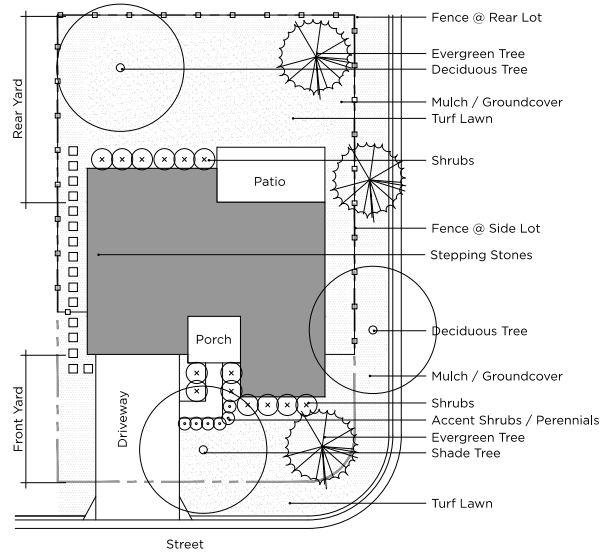 Fence @ Rear Lot
Evergreen Tree
Deciduous Tree
Rear Yard
Mulch / Groundcover
Turf Lawn
Shrubs
Patio
Fence @ Side Lot
Stepping Stones
Deciduous Tree
Porch
Mulch / Groundcover
Front Yard
Driveway
Shrubs
Accent Shrubs / Perennials
Evergreen Tree
Shade Tree
Turf Lawn
Street